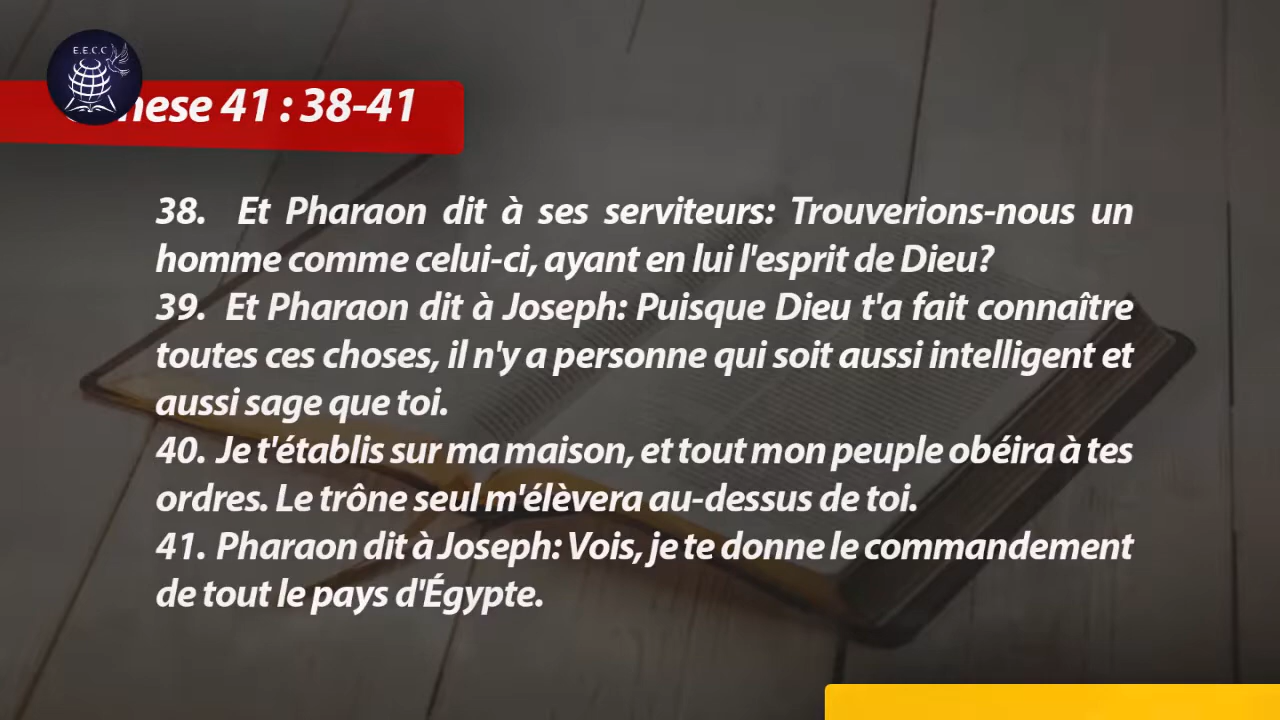 E.E.C.C
41 : 38-41
38. Et Pharaon dit à ses serviteurs: Trouverions-nous un
homme comme celui-ci, ayant en lui l'esprit de Dieu?
39. Et Pharaon dit à Joseph: Puisque Dieu t'a fait connaître
toutes ces choses, il n'y a personne qui soit aussi intelligent et
aussi sage que toi.
40. Je t'établis sur ma maison, et tout mon peuple obéira à tes
ordres. Le trône seul m'élèvera au-dessus de toi.
41. Pharaon dit à Joseph: Vois, je te donne le commandement
de tout le pays d'Égypte.